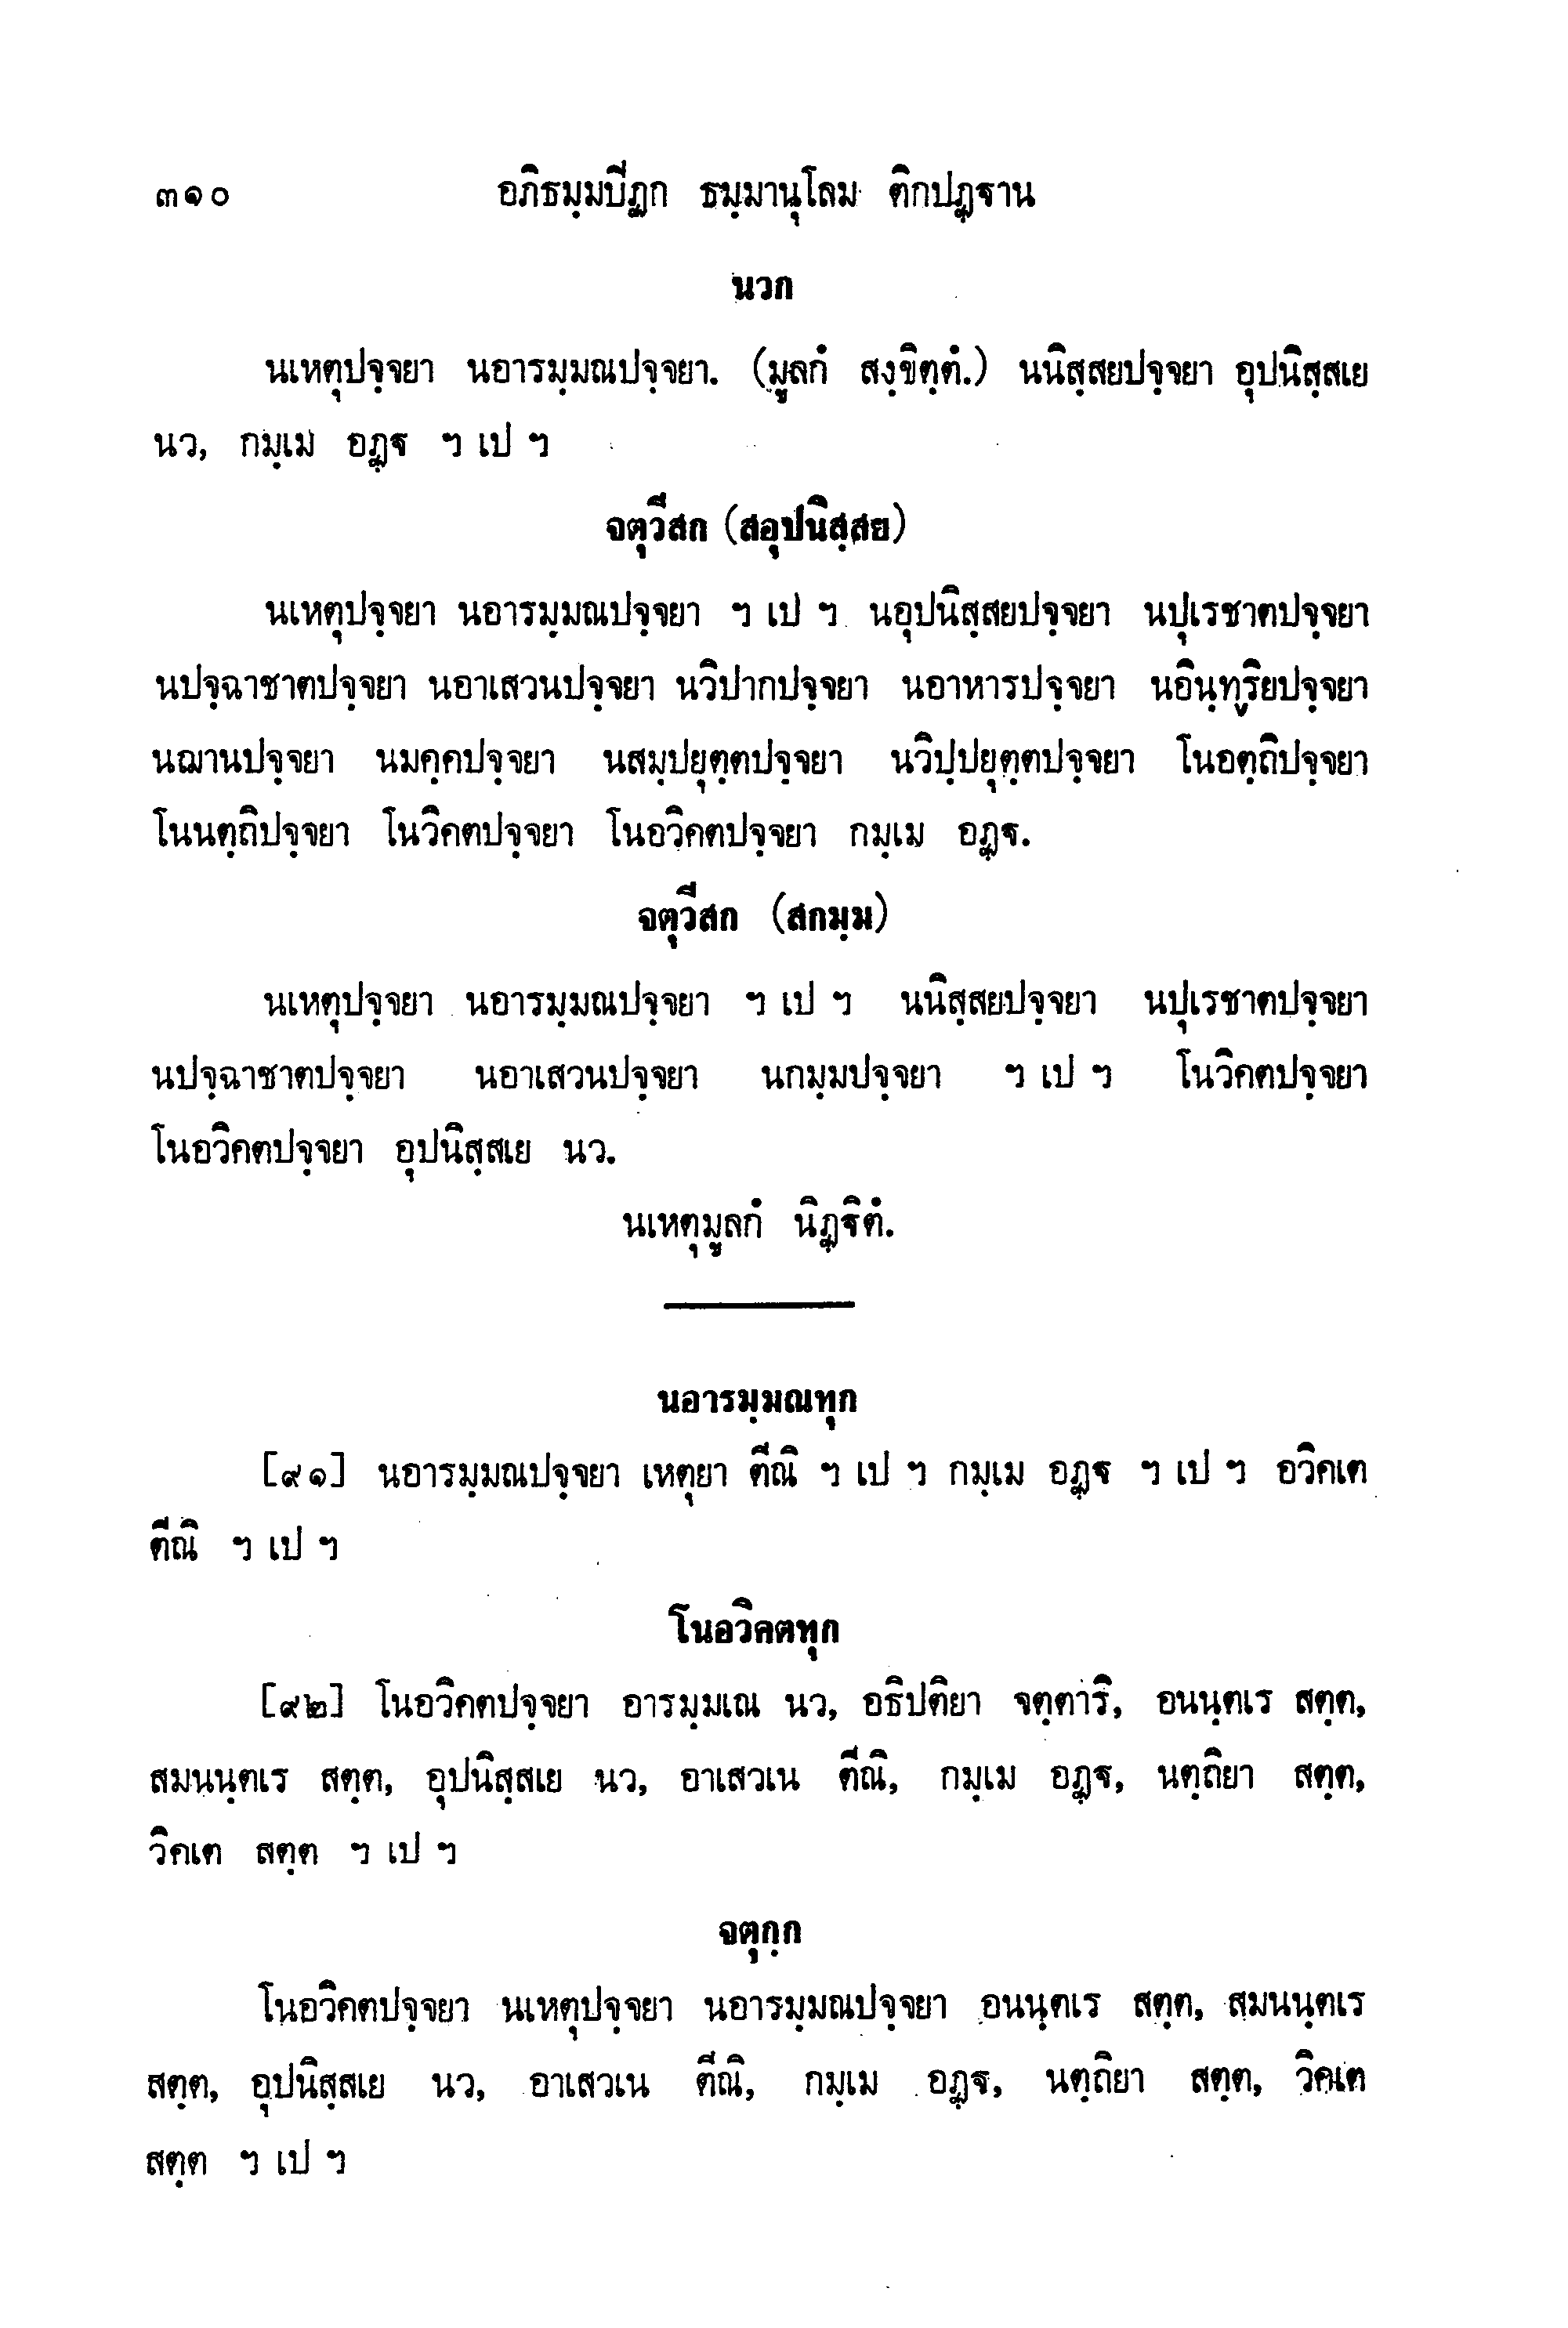 ๓๑๐ อภิธมฺมปีฏก ธมฺมานุโลม ติกปฏฺฐาน
นวก
นเหตุปจฺจยา นอารมฺมณปจฺจยา. (มูลกํ สงฺขิตฺตํ.) นนิสฺสยปจฺจยา อุปนิสฺสเย
นว, กมฺเม อฏฺฐ ฯ เป ฯ
จตุวีสก (สอุปนิสฺสย)
นเหตุปจฺจยา นอารมฺมณปจฺจยา ฯ เป ฯ นอุปนิสฺสยปจฺจยา นปุเรชาตปจฺจยา
นปจฺฉาชาตปจฺจยา นอาเสวนปจฺจยา นวิปากปจฺจยา นอาหารปจฺจยา นอินฺทฺริยปจฺจยา
นฌานปจฺจยา นมคฺคปจฺจยา นสมฺปยุตฺตปจฺจยา นวิปฺปยุตฺตปจฺจยา โนอตฺถิปจฺจยา
โนนตฺถิปจฺจยา โนวิคตปจฺจยา โนอวิคตปจฺจยา กมฺเม อฏฺฐ.
จตุวีสก (สกมฺม)
นเหตุปจฺจยา นอารมฺมณปจฺจยา ฯ เป ฯ นนิสฺสยปจฺจยา นปุเรชาตปจฺจยา
นปจฺฉาชาตปจฺจยา นอาเสวนปจฺจยา นกมฺมปจฺจยา ฯ เป ฯ โนวิคตปจฺจยา
โนอวิคตปจฺจยา อุปนิสฺสเย นว.
นเหตุมูลกํ นิฏฺฐิตํ.
นอารมฺมณทุก
[๙๑] นอารมฺมณปจฺจยา เหตุยา ตีณิ ฯ เป ฯ กมฺเม อฏฺฐ ฯ เป ฯ อวิคเต
ตีณิ ฯ เป ฯ
โนอวิคตทุก
[๙๒] โนอวิคตปจฺจยา อารมฺมเณ นว, อธิปติยา จตฺตาริ, อนนฺตเร สตฺต,
สมนนฺตเร สตฺต, อุปนิสฺสเย นว, อาเสวเน ตีณิ, กมฺเม อฏฺฐ, นตฺถิยา สตฺต,
วิคเต สตฺต ฯ เป ฯ
จตุกฺก
โนอวิคตปจฺจยา นเหตุปจฺจยา นอารมฺมณปจฺจยา อนนฺตเร สตฺต, สมนนฺตเร
สตฺต, อุปนิสฺสเย นว, อาเสวเน ตีณิ, กมฺเม อฏฺฐ, นตฺถิยา สตฺต, วิคเต
สตฺต ฯ เป ฯ